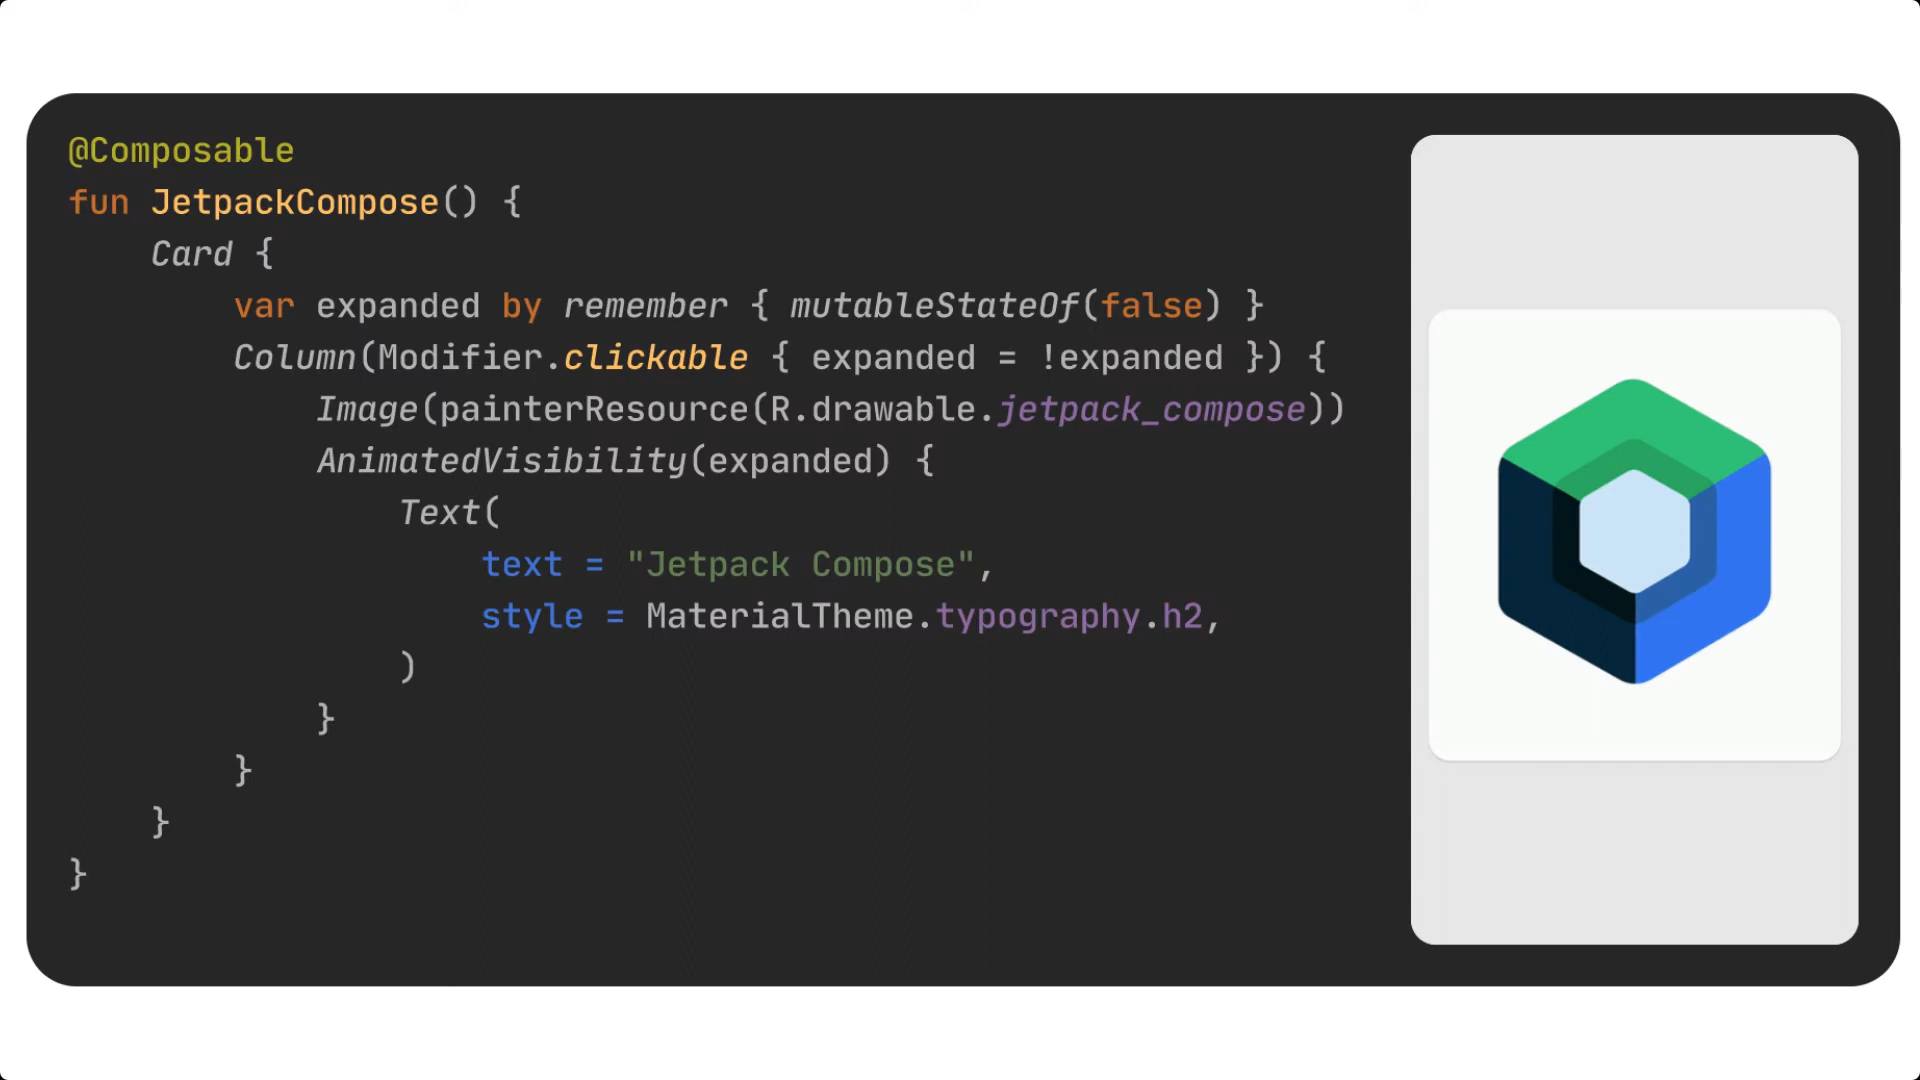 @Composable
fun JetpackCompose() {
    Card {
        var expanded by remember { mutableStateOf(false) }
        Column(Modifier.clickable { expanded = !expanded }) {
            Image(painterResource(R.drawable.jetpack_compose))
            AnimatedVisibility(expanded) {
                Text(
                    text = "Jetpack Compose",
                    style = MaterialTheme.typography.h2,
                )
            }
        }
    }
}